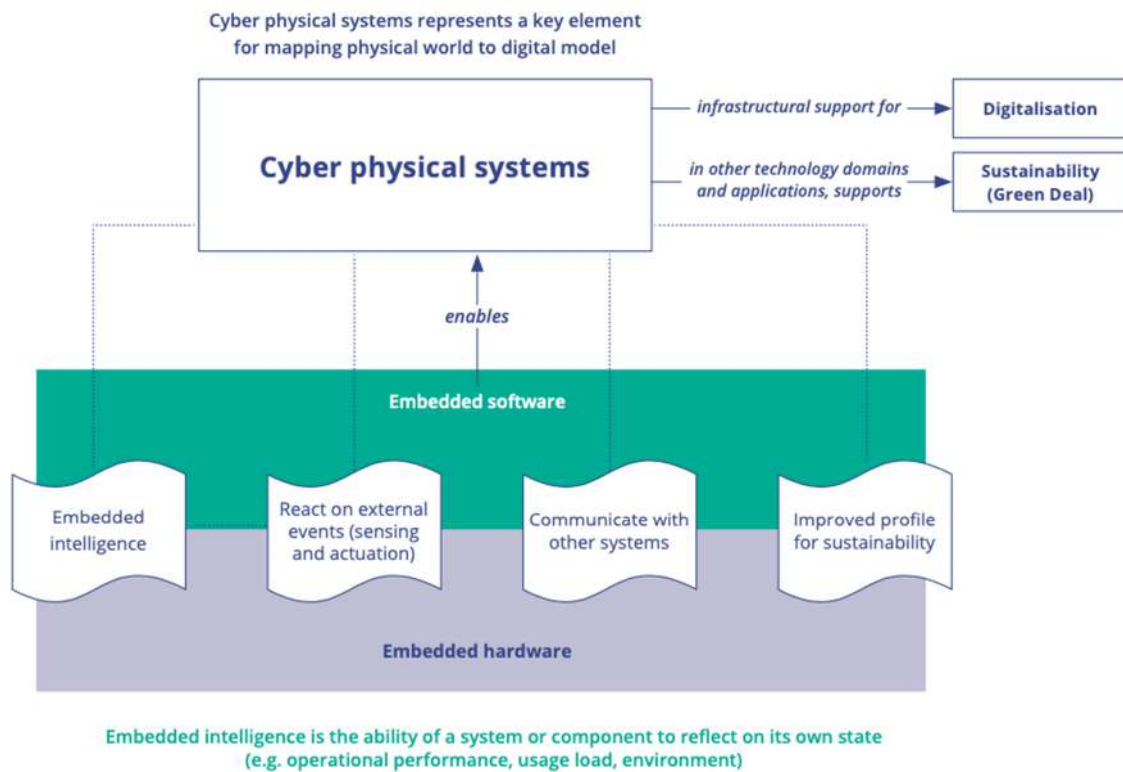 Cyber physical systems represents a key element
for mapping physical world to digital model
Cyber physical systems
infrastructural support for
Digitalisation
in other technology domains
and applications, supports
Sustainability
(Green Deal)
enables
Embedded software
Embedded
intelligence
React on external
events (sensing
and actuation)
Communicate with
other systems
Improved profile
for sustainability
Embedded hardware
Embedded intelligence is the ability of a system or component to reflect on its own state
(e.g. operational performance, usage load, environment)